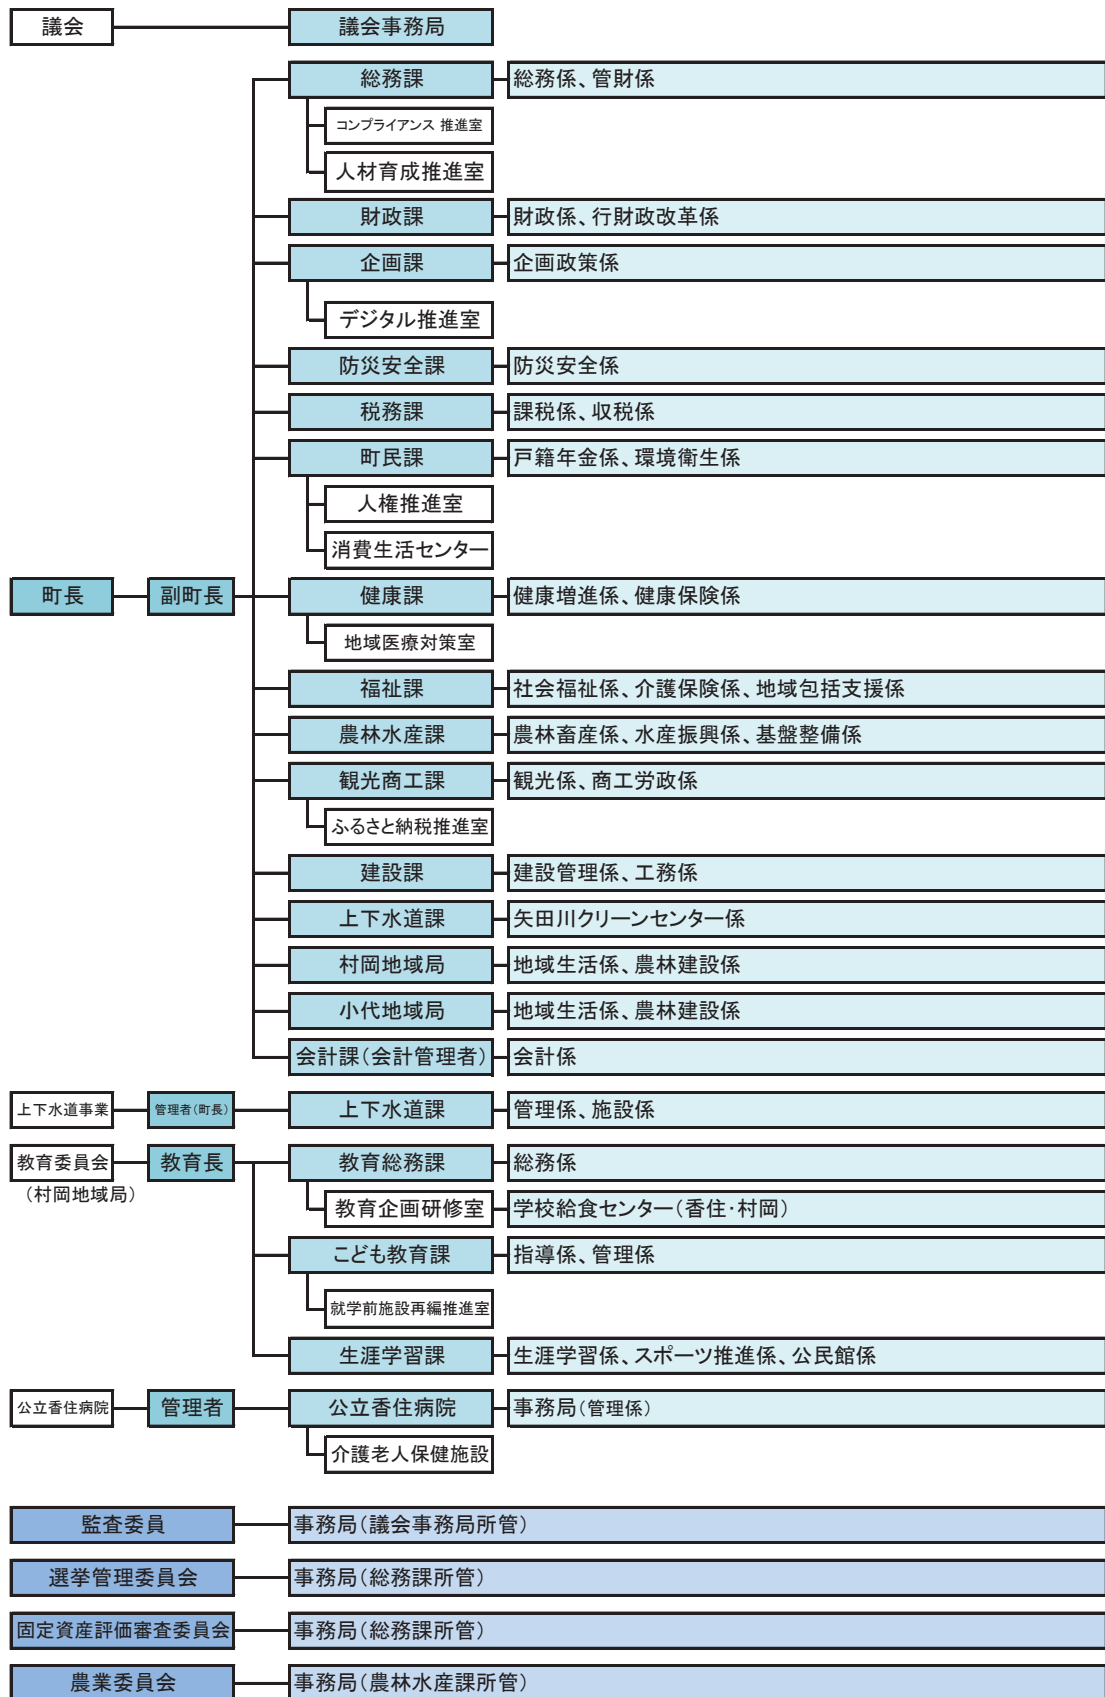 議会 議会事務局
総務課 総務係、管財係
コンプライアンス 推進室
人材育成推進室
財政課 財政係、行財政改革係
企画課 企画政策係
デジタル推進室
防災安全課 防災安全係
税務課 課税係、収税係
町民課 戸籍年金係、環境衛生係
人権推進室
消費生活センター
町長 副町長 健康課 健康増進係、健康保険係
地域医療対策室
福祉課 社会福祉係、介護保険係、地域包括支援係
農林水産課 農林畜産係、水産振興係、基盤整備係
観光商工課 観光係、商工労政係
ふるさと納税推進室
建設課 建設管理係、工務係
上下水道課 矢田川クリーンセンター係
村岡地域局 地域生活係、農林建設係
小代地域局 地域生活係、農林建設係
会計課(会計管理者) 会計係
上下水道事業 管理者(町長) 上下水道課 管理係、施設係
教育委員会 教育長 教育総務課 総務係
(村岡地域局)
教育企画研修室 学校給食センター(香住・村岡)
こども教育課 指導係、管理係
就学前施設再編推進室
生涯学習課 生涯学習係、スポーツ推進係、公民館係
公立香住病院 管理者 公立香住病院 事務局(管理係)
介護老人保健施設
監査委員 事務局(議会事務局所管)
選挙管理委員会 事務局(総務課所管)
固定資産評価審査委員会 事務局(総務課所管)
農業委員会 事務局(農林水産課所管)